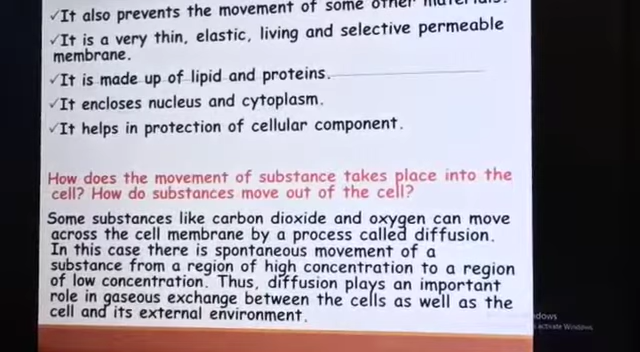 ✓It also prevents the movement of some other materials.
✓It is a very thin, elastic, living and selective permeable
membrane.
✓It is made up of lipid and proteins.
✓It encloses nucleus and cytoplasm.
✓It helps in protection of cellular component.
How does the movement of substance takes place into the
cell? How do substances move out of the cell?
Some substances like carbon dioxide and oxygen can move
across the cell membrane by a process called diffusion.
In this case there is spontaneous movement of a
substance from a region of high concentration to a region
of low concentration. Thus, diffusion plays an important
role in gaseous exchange between the cells as well as the
cell and its external environment.
dows
activate Windows